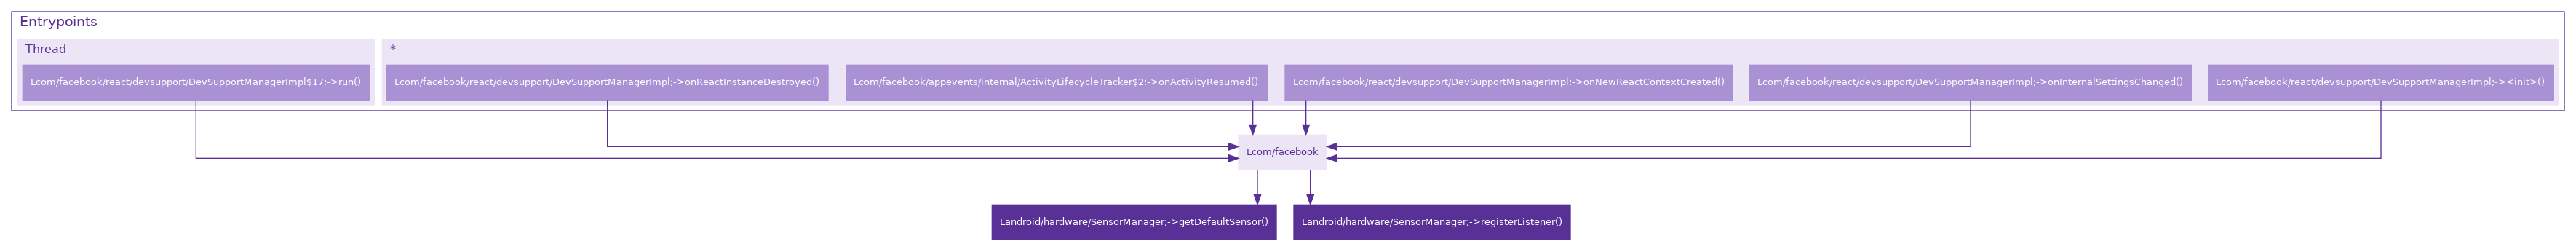 Entrypoints
Thread
*
Lcom/facebook/react/devsupport/DevSupportManagerImpl$17;->run()
Lcom/facebook/react/devsupport/DevSupportManagerImpl;->onReactInstanceDestroyed()
Lcom/facebook/appevents/internal/ActivityLifecycleTracker$2;->onActivityResumed()
Lcom/facebook/react/devsupport/DevSupportManagerImpl;->onNewReactContextCreated()
Lcom/facebook/react/devsupport/DevSupportManagerImpl;->onInternalSettingsChanged()
Lcom/facebook/react/devsupport/DevSupportManagerImpl;-><init>()
Lcom/facebook
Landroid/hardware/SensorManager;->getDefaultSensor()
Landroid/hardware/SensorManager;->registerListener()